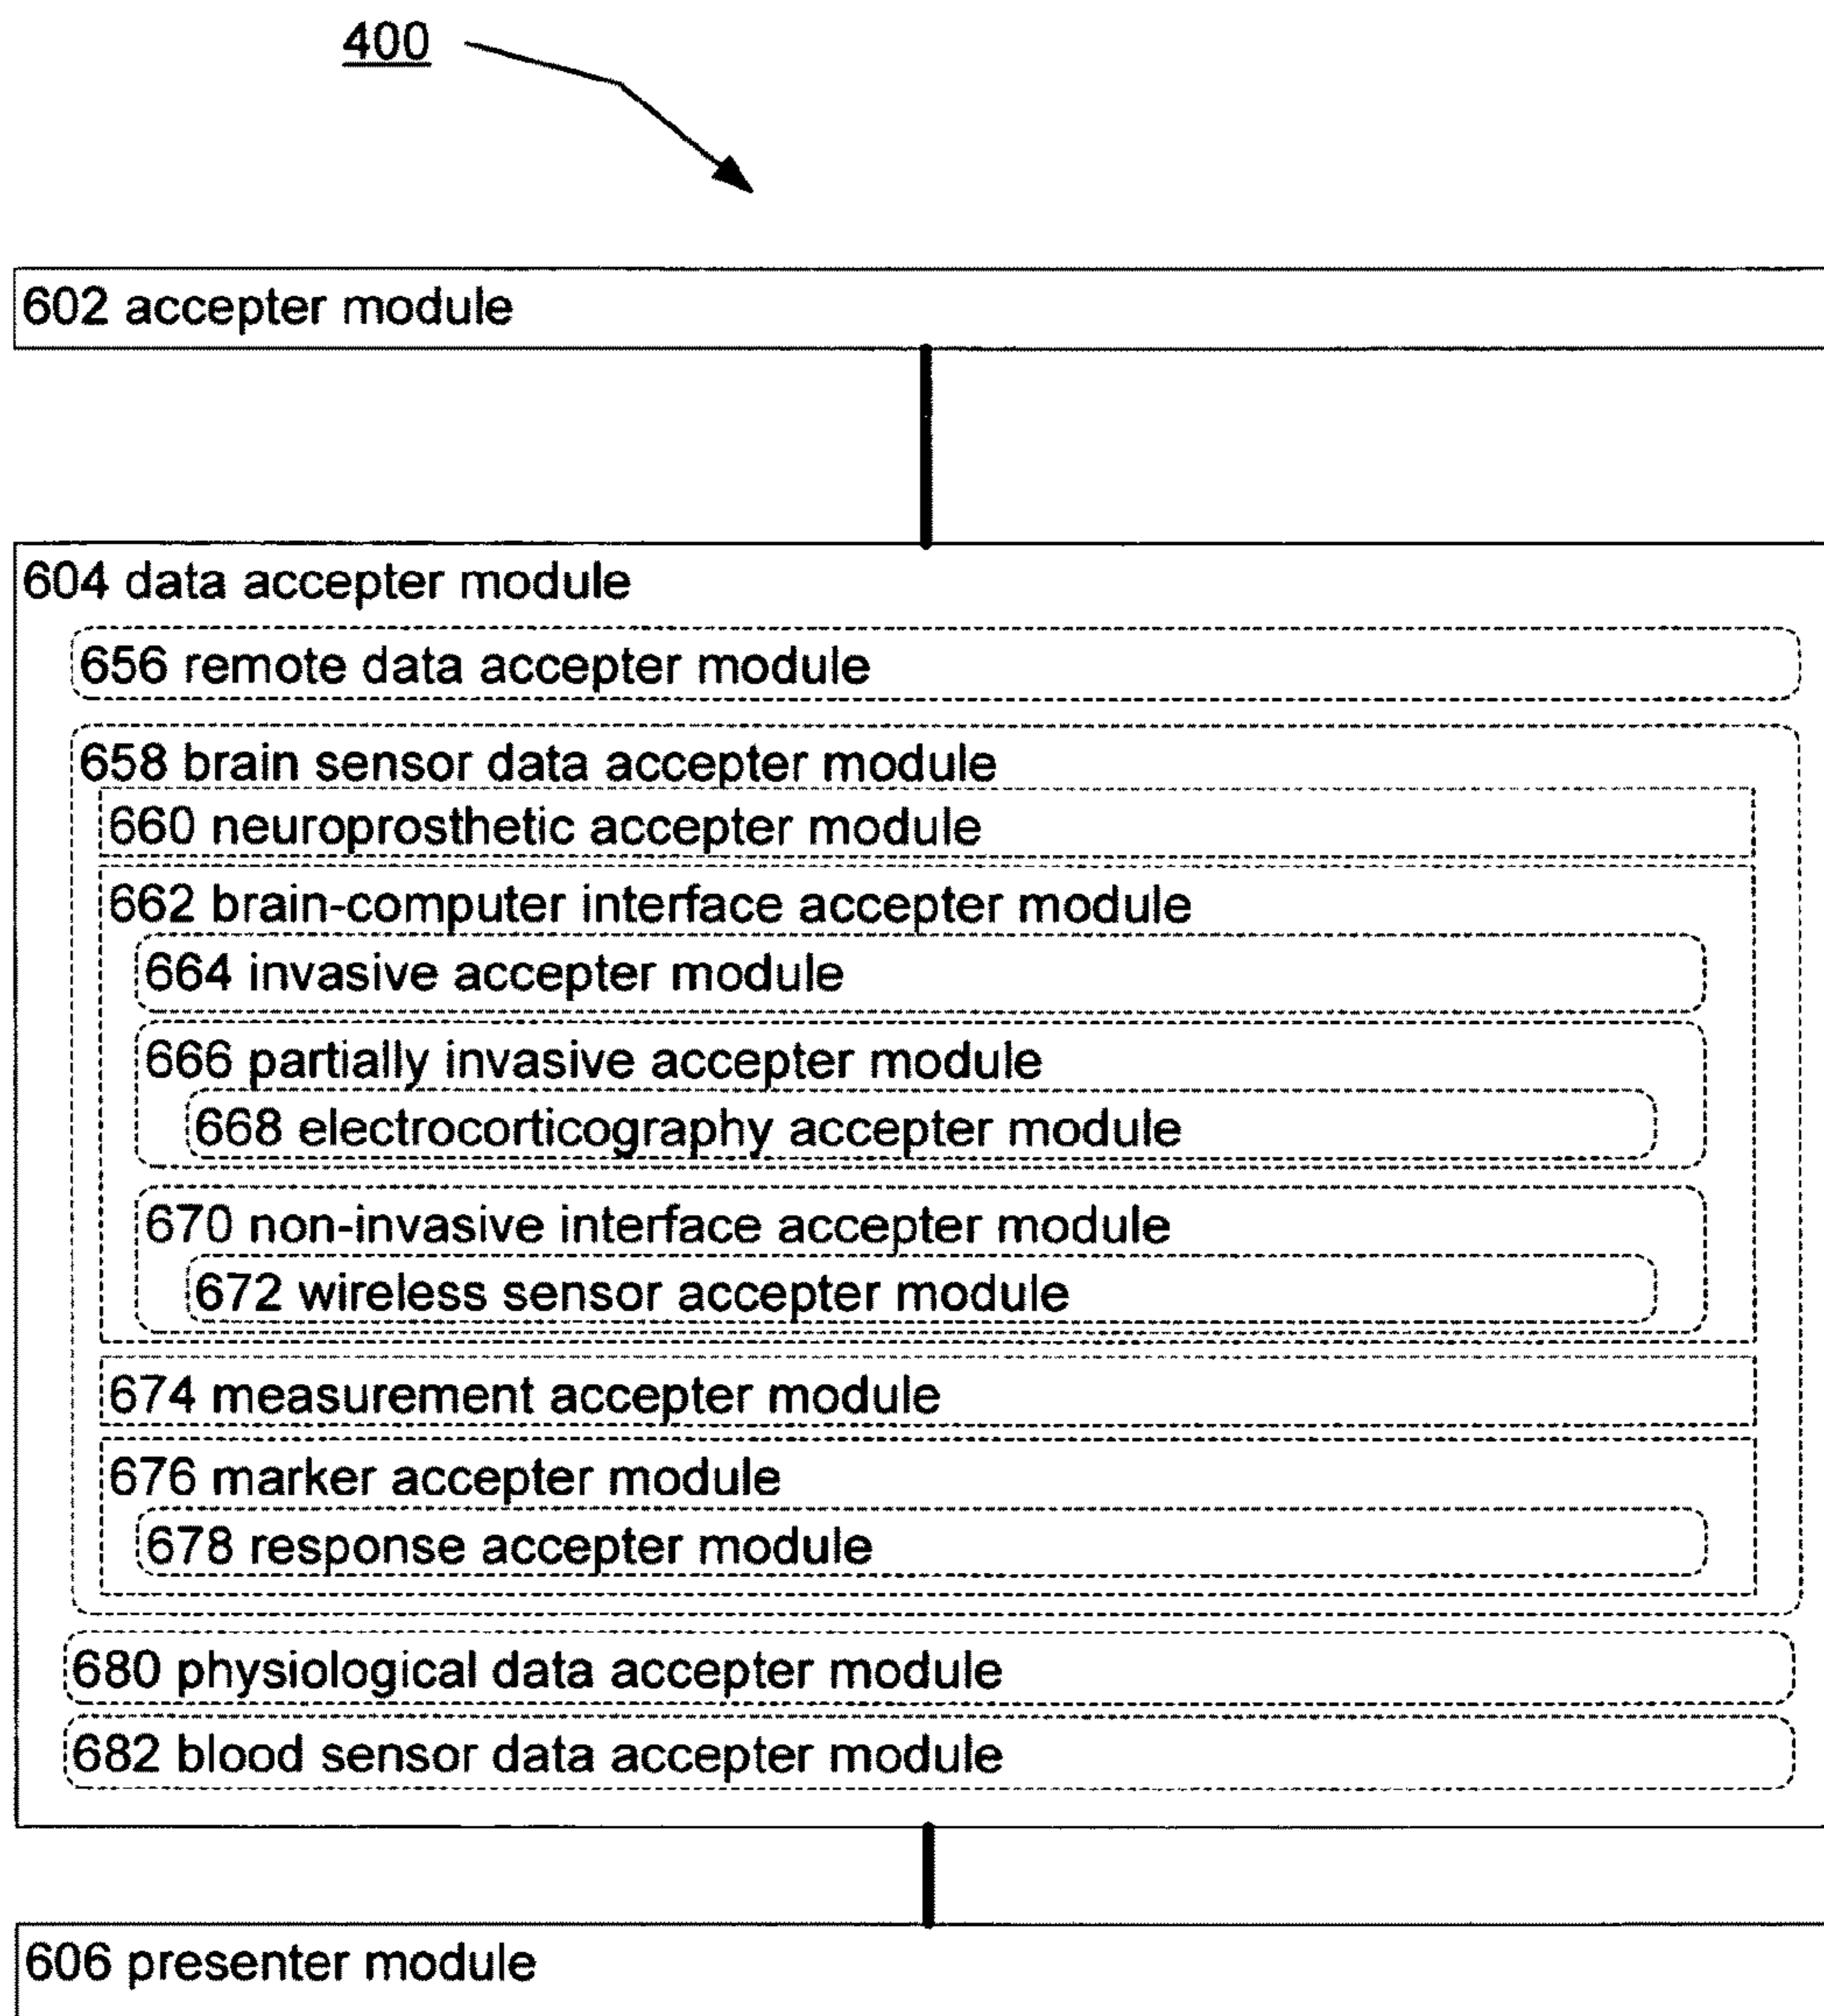 400
602 accepter module
604 data accepter module
656 remote data accepter module
658 brain sensor data accepter module
660 neuroprosthetic accepter module
662 brain-computer interface accepter module
664 invasive accepter module
666 partially invasive accepter module
668 electrocorticography accepter module
670 non-invasive interface accepter module
672 wireless sensor accepter module
674 measurement accepter module
676 marker accepter module
678 response accepter module
680 physiological data accepter module
682 blood sensor data accepter module
606 presenter module